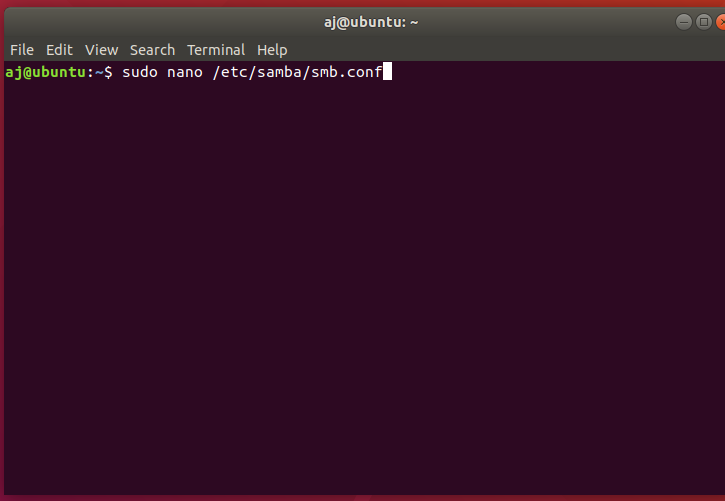 aj@ubuntu: ~
File Edit View Search Terminal Help
aj@ubuntu:~$ sudo nano /etc/samba/smb.conf